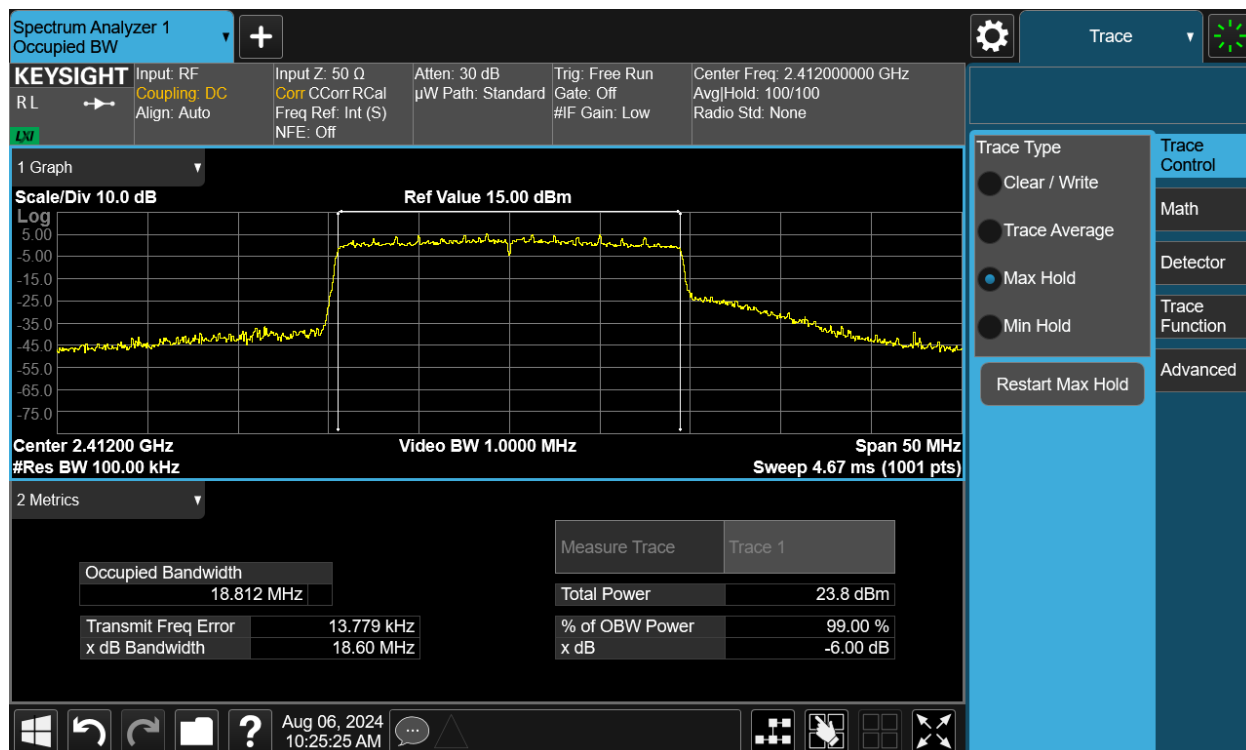 Spectrum Analyzer 1
Occupied BW
Trace
KEYSIGHT
R L
LXI
Input: RF
Coupling: DC
Align: Auto
Input Z: 50 Ω
Corr CCorr RCal
Freq Ref: Int (S)
NFE: Off
Atten: 30 dB
µW Path: Standard
Trig: Free Run
Gate: Off
#IF Gain: Low
Center Freq: 2.412000000 GHz
Avg|Hold: 100/100
Radio Std: None
1 Graph
Scale/Div 10.0 dB
Ref Value 15.00 dBm
Log
5.00
-5.00
-15.0
-25.0
-35.0
-45.0
-55.0
-65.0
-75.0
Center 2.41200 GHz
Video BW 1.0000 MHz
Span 50 MHz
#Res BW 100.00 kHz
Sweep 4.67 ms (1001 pts)
2 Metrics
Measure Trace
Trace 1
Occupied Bandwidth
18.812 MHz
Total Power
23.8 dBm
Transmit Freq Error
13.779 kHz
% of OBW Power
99.00 %
x dB Bandwidth
18.60 MHz
x dB
-6.00 dB
Trace Type
Clear / Write
Trace Average
Max Hold
Min Hold
Restart Max Hold
Trace
Control
Math
Detector
Trace
Function
Advanced
?
Aug 06, 2024
10:25:25 AM